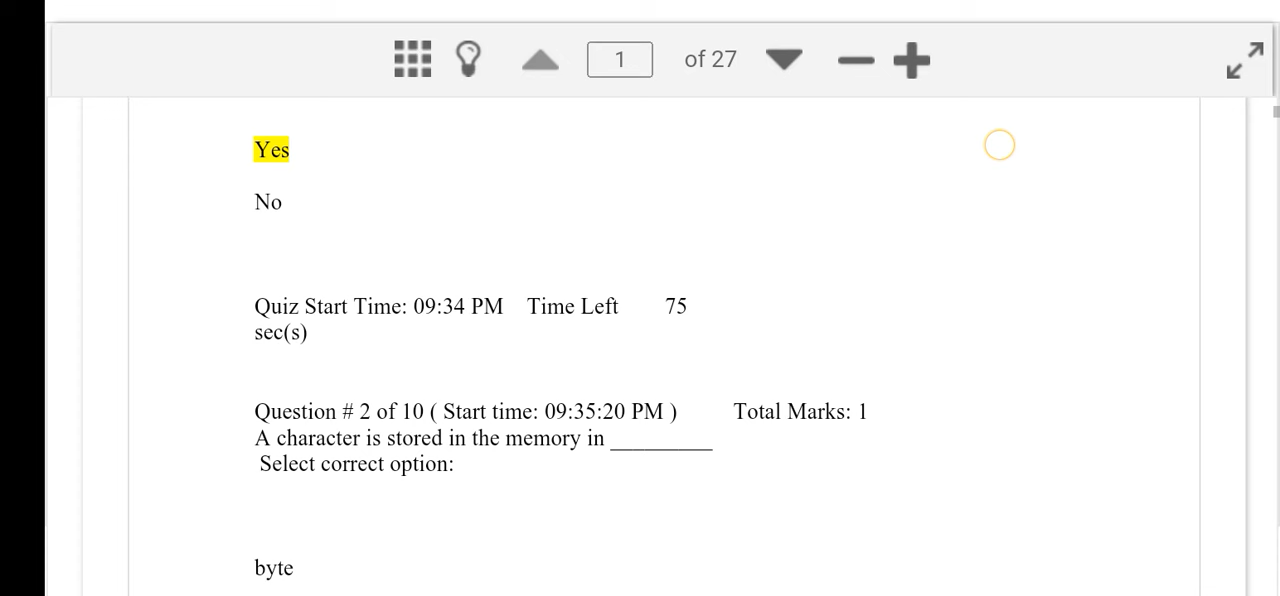 1 of 27
Yes
No
Quiz Start Time: 09:34 PM Time Left 75
sec(s)
Question # 2 of 10 ( Start time: 09:35:20 PM ) Total Marks: 1
A character is stored in the memory in _________
Select correct option:
byte